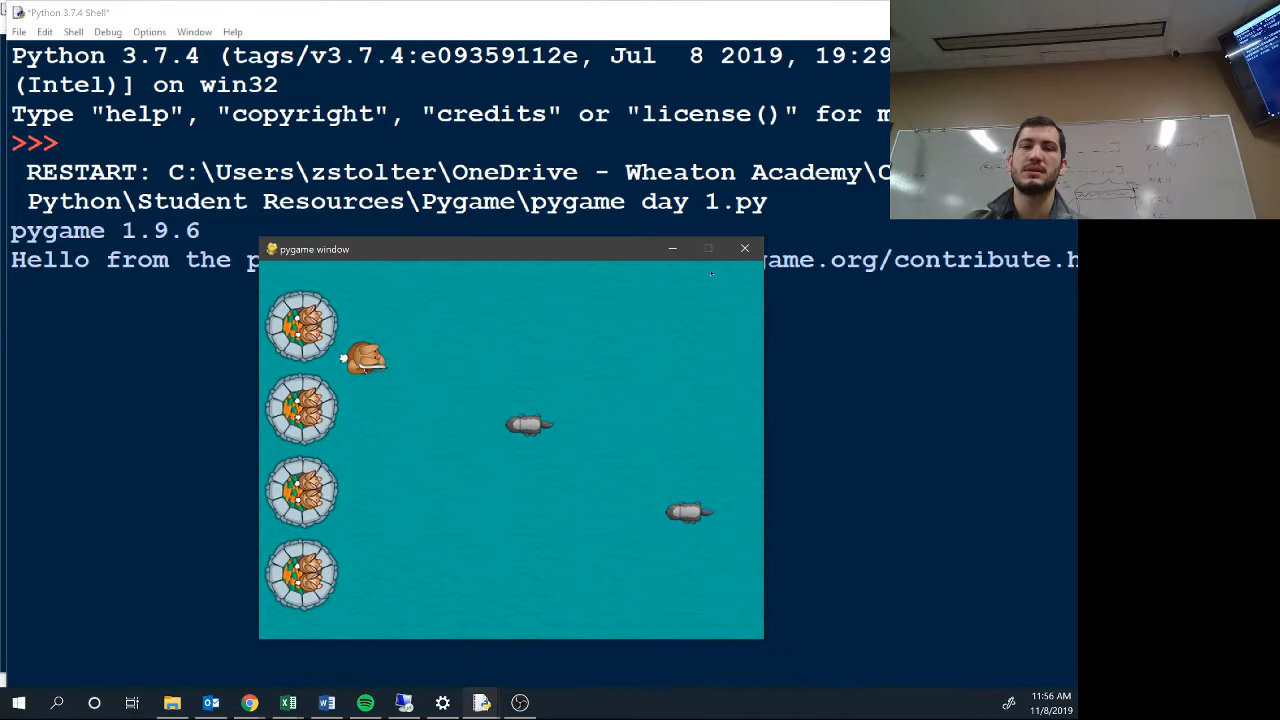 *Python 3.7.4 Shell*
File Edit Shell Debug Options Window Help
Python 3.7.4 (tags/v3.7.4:e09359112e, Jul 8 2019, 19:29
(Intel)] on win32
Type "help", "copyright", "credits" or "license()" for m
>>>
RESTART: C:\Users\zstolter\OneDrive - Wheaton Academy\C
Python\Student Resources\Pygame\pygame day 1.py
pygame 1.9.6
Hello from the p game.org/contribute.h
pygame window
11:56 AM
11/8/2019